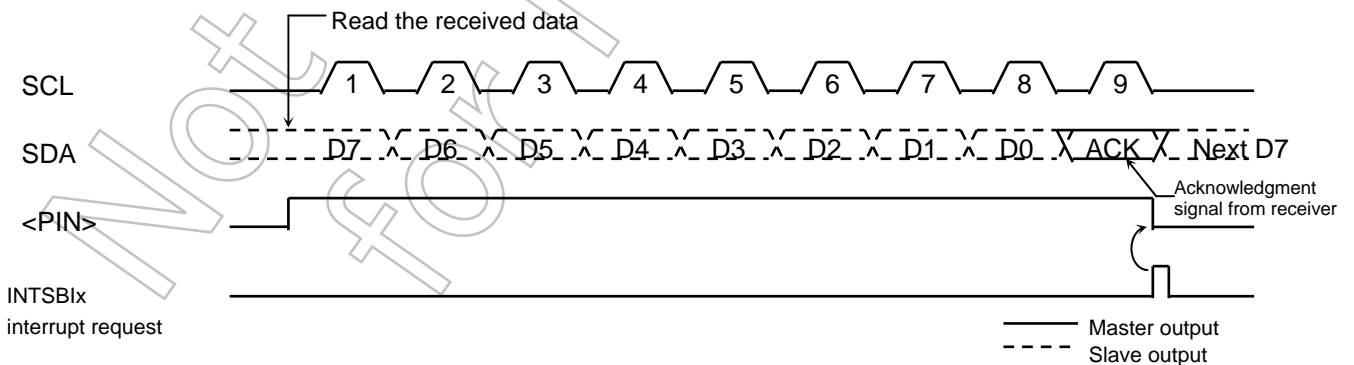 Read the received data
SCL 1 2 3 4 5 6 7 8 9
SDA D7 D6 D5 D4 D3 D2 D1 D0 ACK Next D7
Acknowledgment
signal from receiver
<PIN>
INTSBIx
interrupt request
Master output
Slave output
Not
for